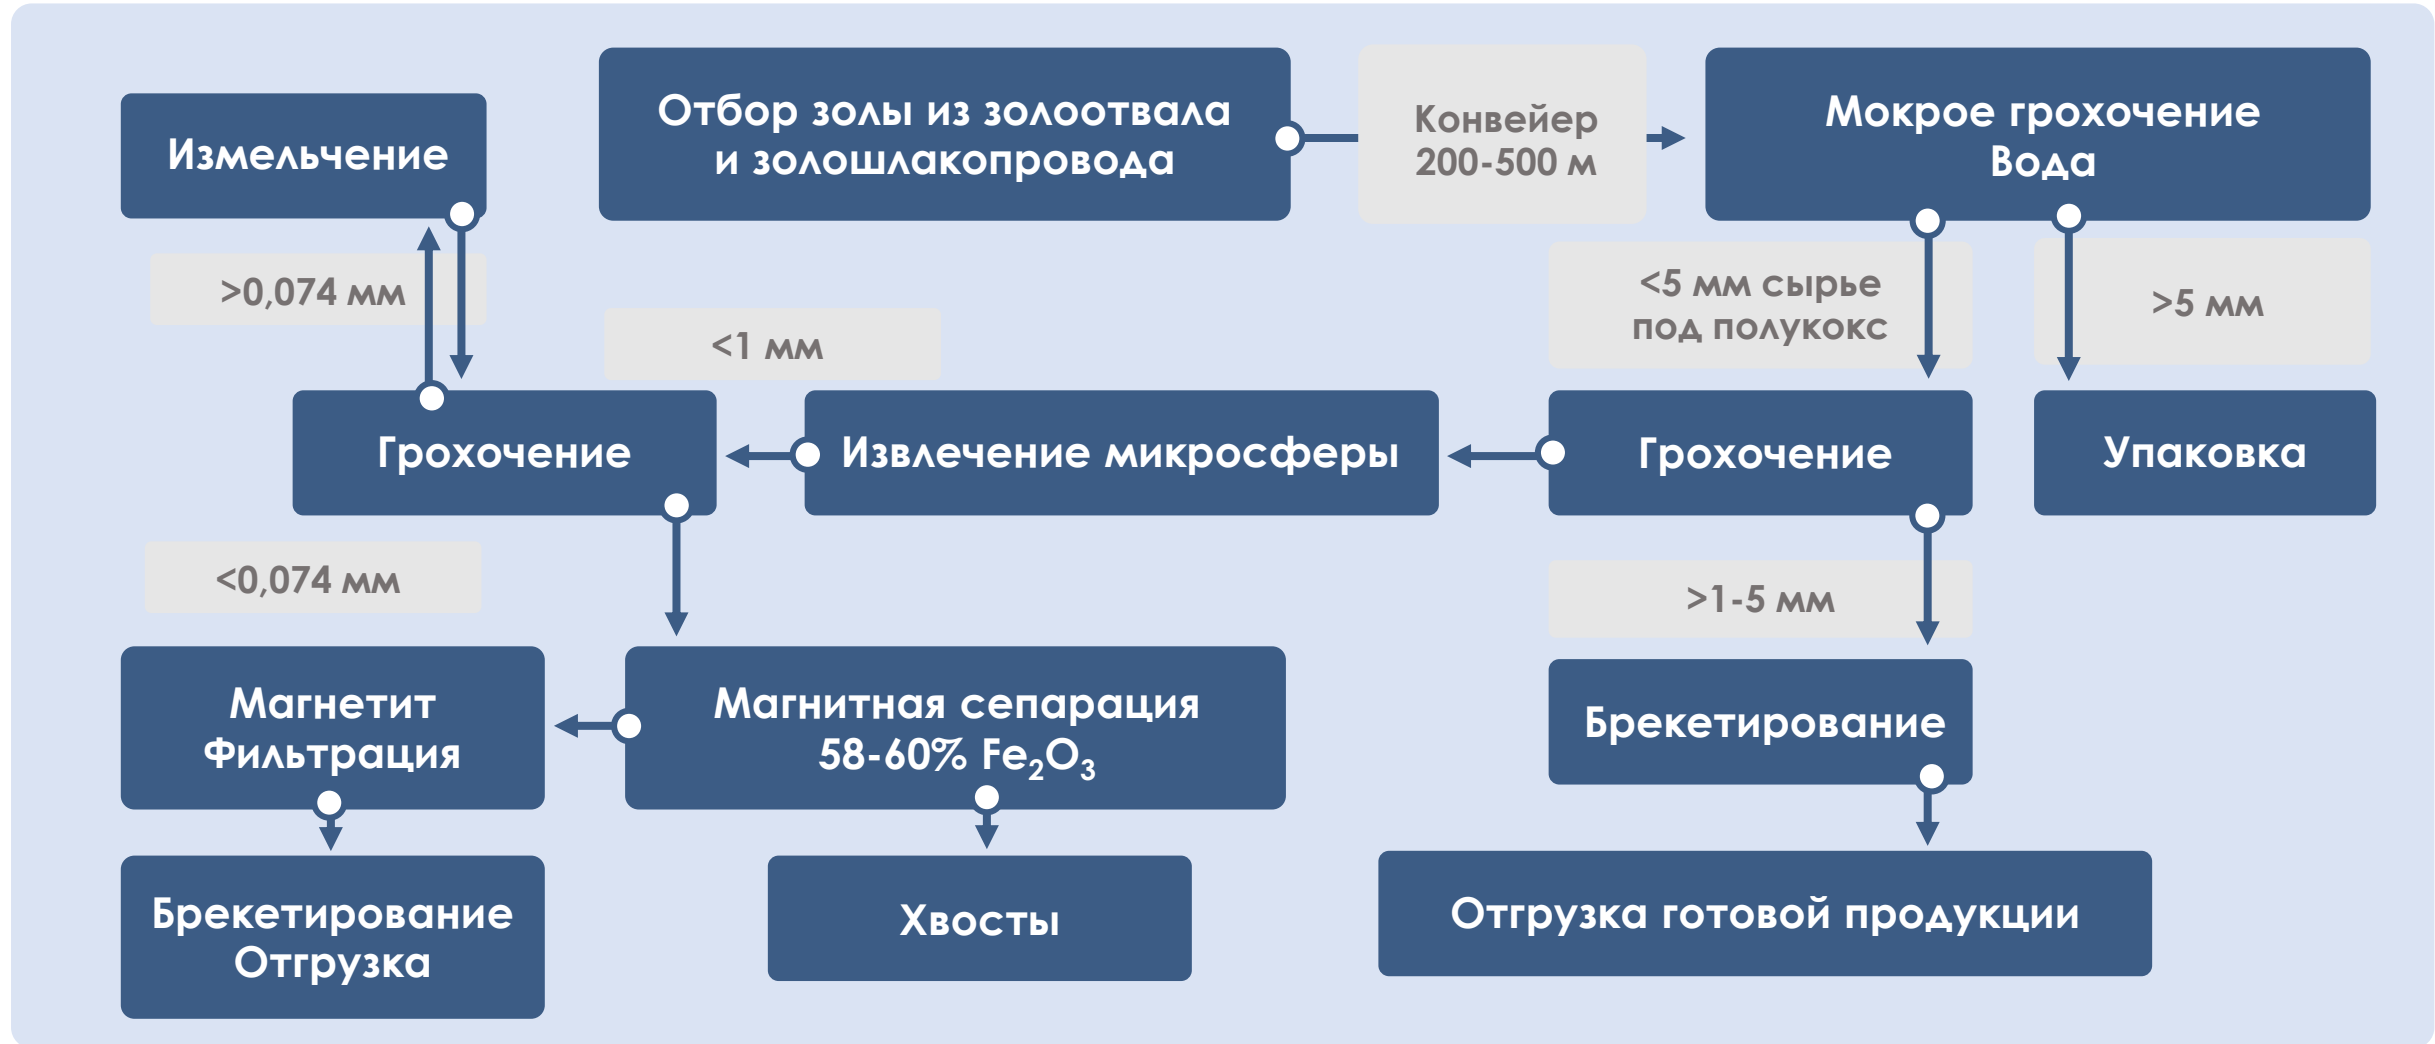 Отбор золы из золоотвала
и золошлакопровода
Конвейер
200-500 м
Мокрое грохочение
Вода
Измельчение
>0,074 мм
<1 мм
<5 мм сырье
под полукокс
>5 мм
Грохочение
Извлечение микросферы
Грохочение
Упаковка
<0,074 мм
>1-5 мм
Магнетит
Фильтрация
Магнитная сепарация
58-60% Fe₂O₃
Брекетирование
Брекетирование
Отгрузка
Хвосты
Отгрузка готовой продукции